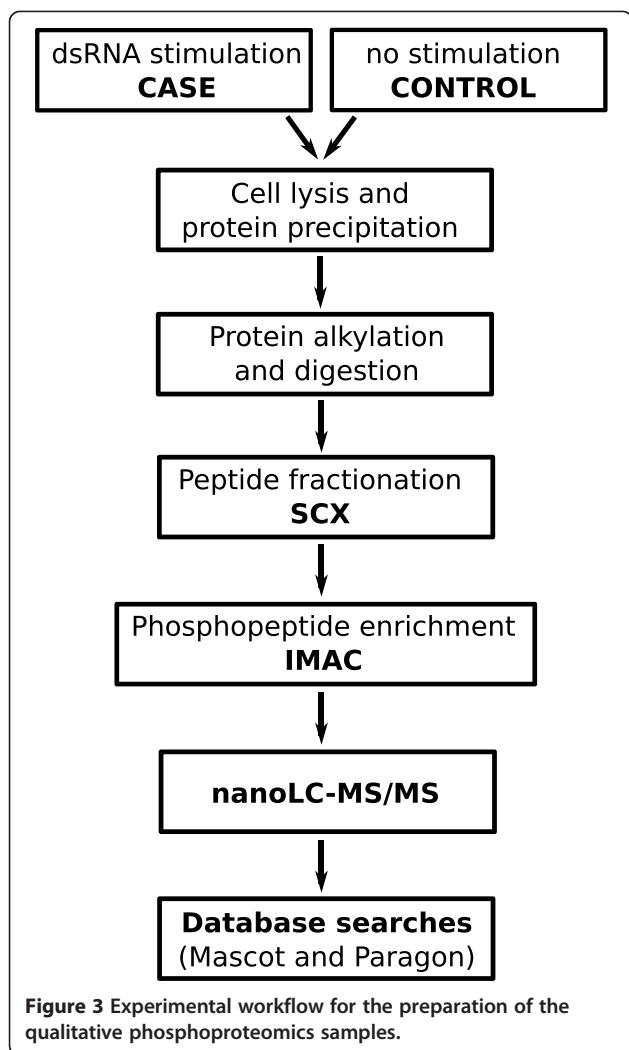 dsRNA stimulation
CASE
no stimulation
CONTROL
Cell lysis and
protein precipitation
Protein alkylation
and digestion
Peptide fractionation
SCX
Phosphopeptide enrichment
IMAC
nanoLC-MS/MS
Database searches
(Mascot and Paragon)
Figure 3 Experimental workflow for the preparation of the
qualitative phosphoproteomics samples.